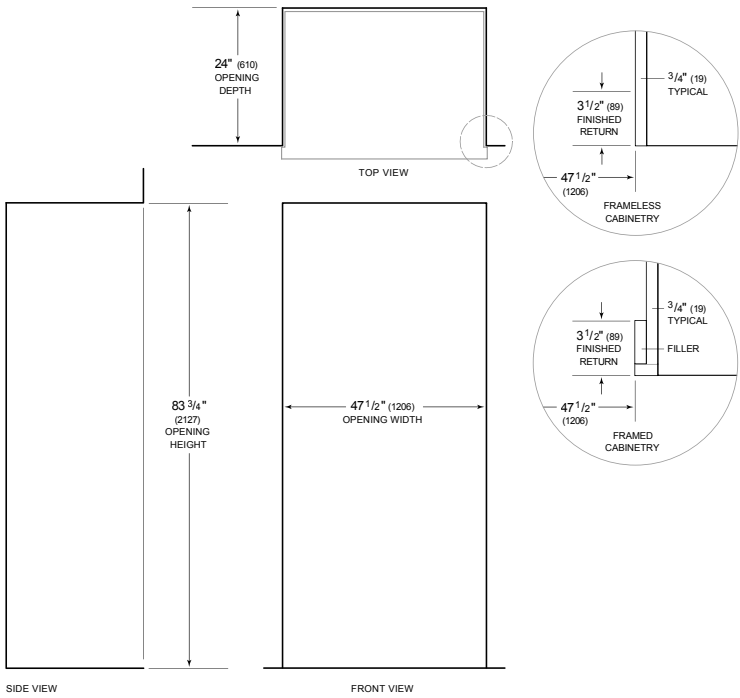 24" (610)
OPENING
DEPTH
TOP VIEW
3/4" (19)
TYPICAL
3 1/2" (89)
FINISHED
RETURN
47 1/2"
(1206)
FRAMELESS
CABINETRY
3/4" (19)
TYPICAL
3 1/2" (89)
FINISHED
RETURN
FILLER
47 1/2"
(1206)
FRAMED
CABINETRY
83 3/4"
(2127)
OPENING
HEIGHT
47 1/2" (1206)
OPENING WIDTH
SIDE VIEW
FRONT VIEW